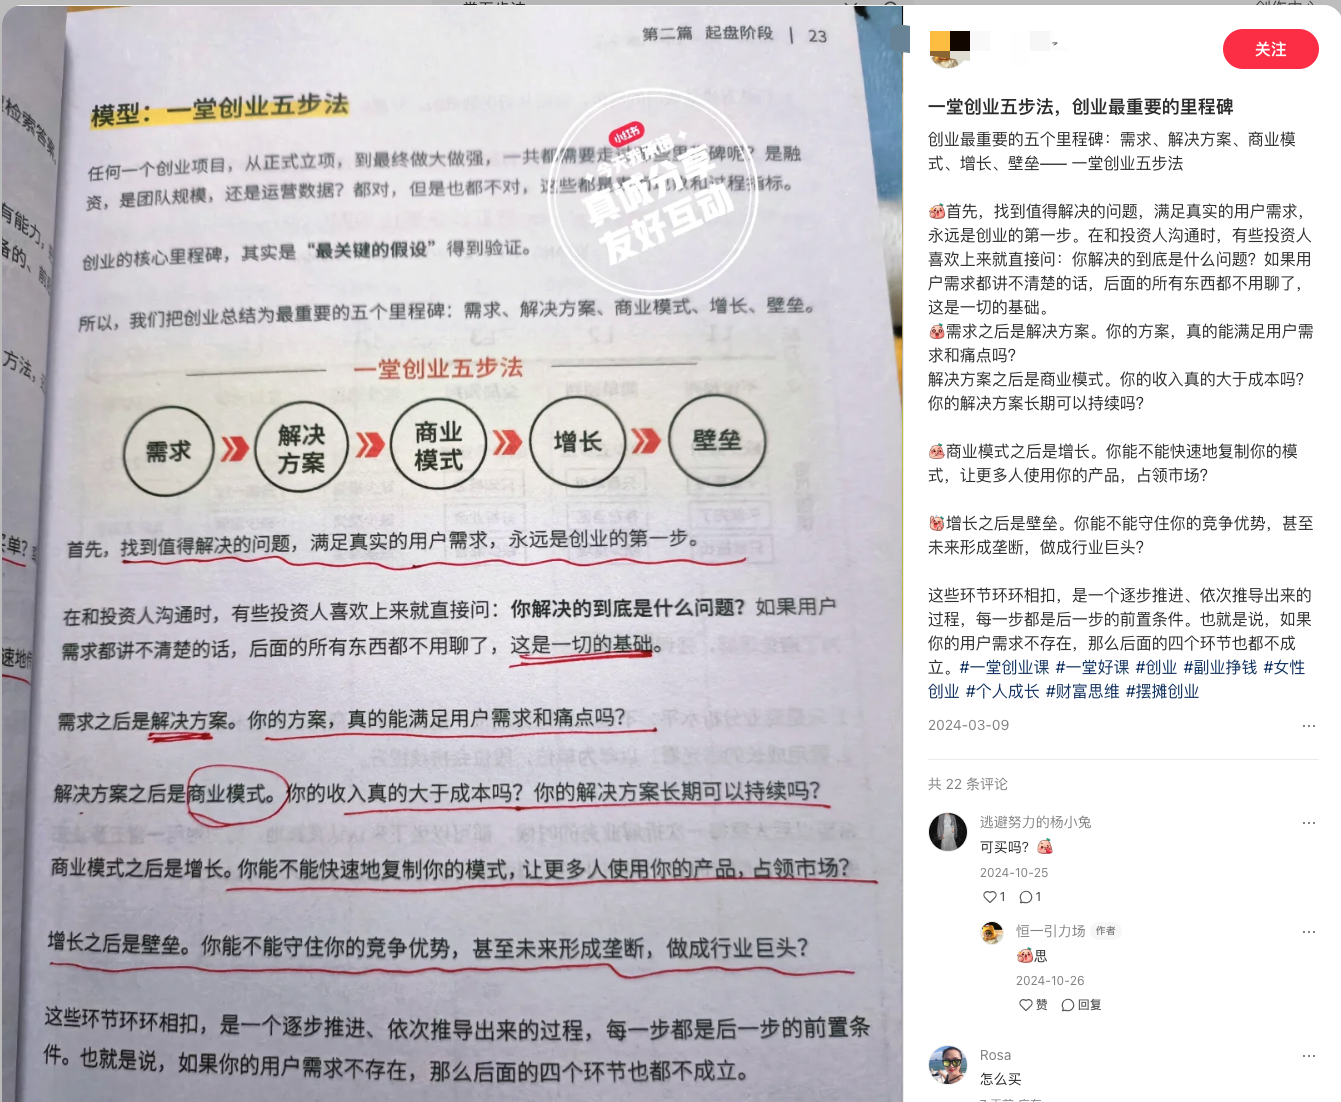 第二篇 起盘阶段 | 23
模型：一堂创业五步法
任何一个创业项目，从正式立项，到最终做大做强，一共都需要走过哪些里程碑呢？是融
资，是团队规模，还是运营数据？都对，但是也都不对，这些都是表面现象和过程指标。
创业的核心里程碑，其实是“最关键的假设”得到验证。
所以，我们把创业总结为最重要的五个里程碑：需求、解决方案、商业模式、增长、壁垒。
小红书
真诚分享
友好互动
一堂创业五步法
需求
解决
方案
商业
模式
增长
壁垒
首先，找到值得解决的问题，满足真实的用户需求，永远是创业的第一步。
在和投资人沟通时，有些投资人喜欢上来就直接问：你解决的到底是什么问题？如果用户
需求都讲不清楚的话，后面的所有东西都不用聊了，这是一切的基础。
需求之后是解决方案。你的方案，真的能满足用户需求和痛点吗？
解决方案之后是商业模式。你的收入真的大于成本吗？你的解决方案长期可以持续吗？
商业模式之后是增长。你能不能快速地复制你的模式，让更多人使用你的产品，占领市场？
增长之后是壁垒。你能不能守住你的竞争优势，甚至未来形成垄断，做成行业巨头？
这些环节环环相扣，是一个逐步推进、依次推导出来的过程，每一步都是后一步的前置条
件。也就是说，如果你的用户需求不存在，那么后面的四个环节也都不成立。
检索答案
有能力，
备的、前
方法，
买单？
速地
关注
一堂创业五步法，创业最重要的里程碑
创业最重要的五个里程碑：需求、解决方案、商业模
式、增长、壁垒—— 一堂创业五步法
首先，找到值得解决的问题，满足真实的用户需求，
永远是创业的第一步。在和投资人沟通时，有些投资人
喜欢上来就直接问：你解决的到底是什么问题？如果用
户需求都讲不清楚的话，后面的所有东西都不用聊了，
这是一切的基础。
需求之后是解决方案。你的方案，真的能满足用户需
求和痛点吗？
解决方案之后是商业模式。你的收入真的大于成本吗？
你的解决方案长期可以持续吗？
商业模式之后是增长。你能不能快速地复制你的模
式，让更多人使用你的产品，占领市场？
增长之后是壁垒。你能不能守住你的竞争优势，甚至
未来形成垄断，做成行业巨头？
这些环节环环相扣，是一个逐步推进、依次推导出来的
过程，每一步都是后一步的前置条件。也就是说，如果
你的用户需求不存在，那么后面的四个环节也都不成
立。#一堂创业课 #一堂好课 #创业 #副业挣钱 #女性
创业 #个人成长 #财富思维 #摆摊创业
2024-03-09
共 22 条评论
逃避努力的杨小兔
可买吗？
2024-10-25
1 1
恒一引力场 作者
思
2024-10-26
赞 回复
Rosa
怎么买